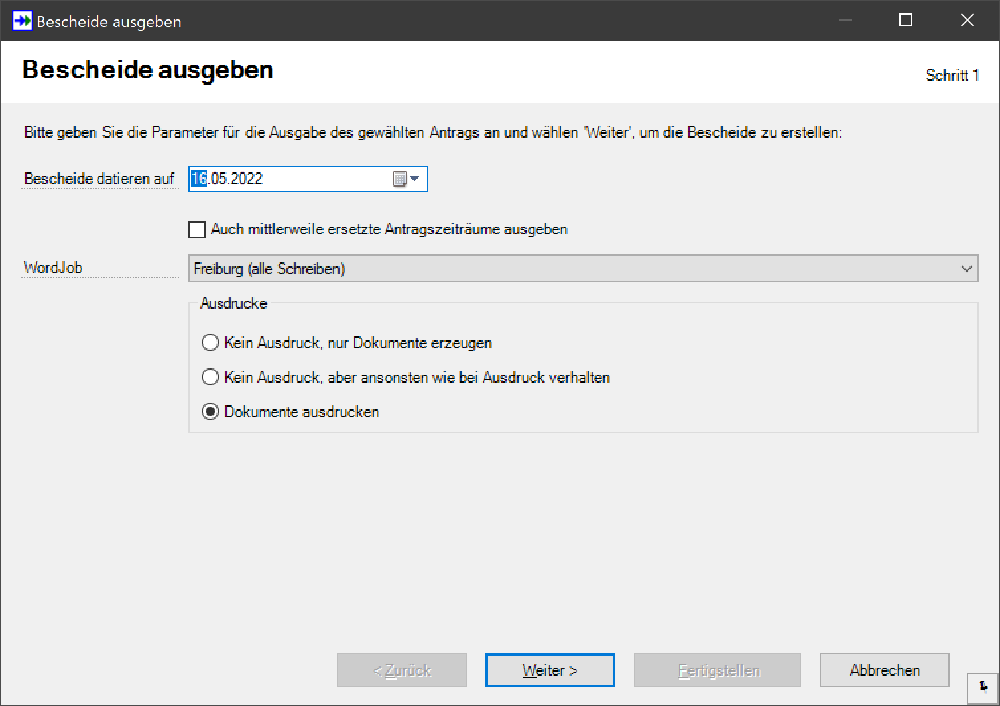 Bescheide ausgeben
Bescheide ausgeben
Schritt 1
Bitte geben Sie die Parameter für die Ausgabe des gewählten Antrags an und wählen 'Weiter', um die Bescheide zu erstellen:
Bescheide datieren auf 16.05.2022
Auch mittlerweile ersetzte Antragszeiträume ausgeben
WordJob Freiburg (alle Schreiben)
Ausdrucke
Kein Ausdruck, nur Dokumente erzeugen
Kein Ausdruck, aber ansonsten wie bei Ausdruck verhalten
Dokumente ausdrucken
< Zurück Weiter > Fertigstellen Abbrechen